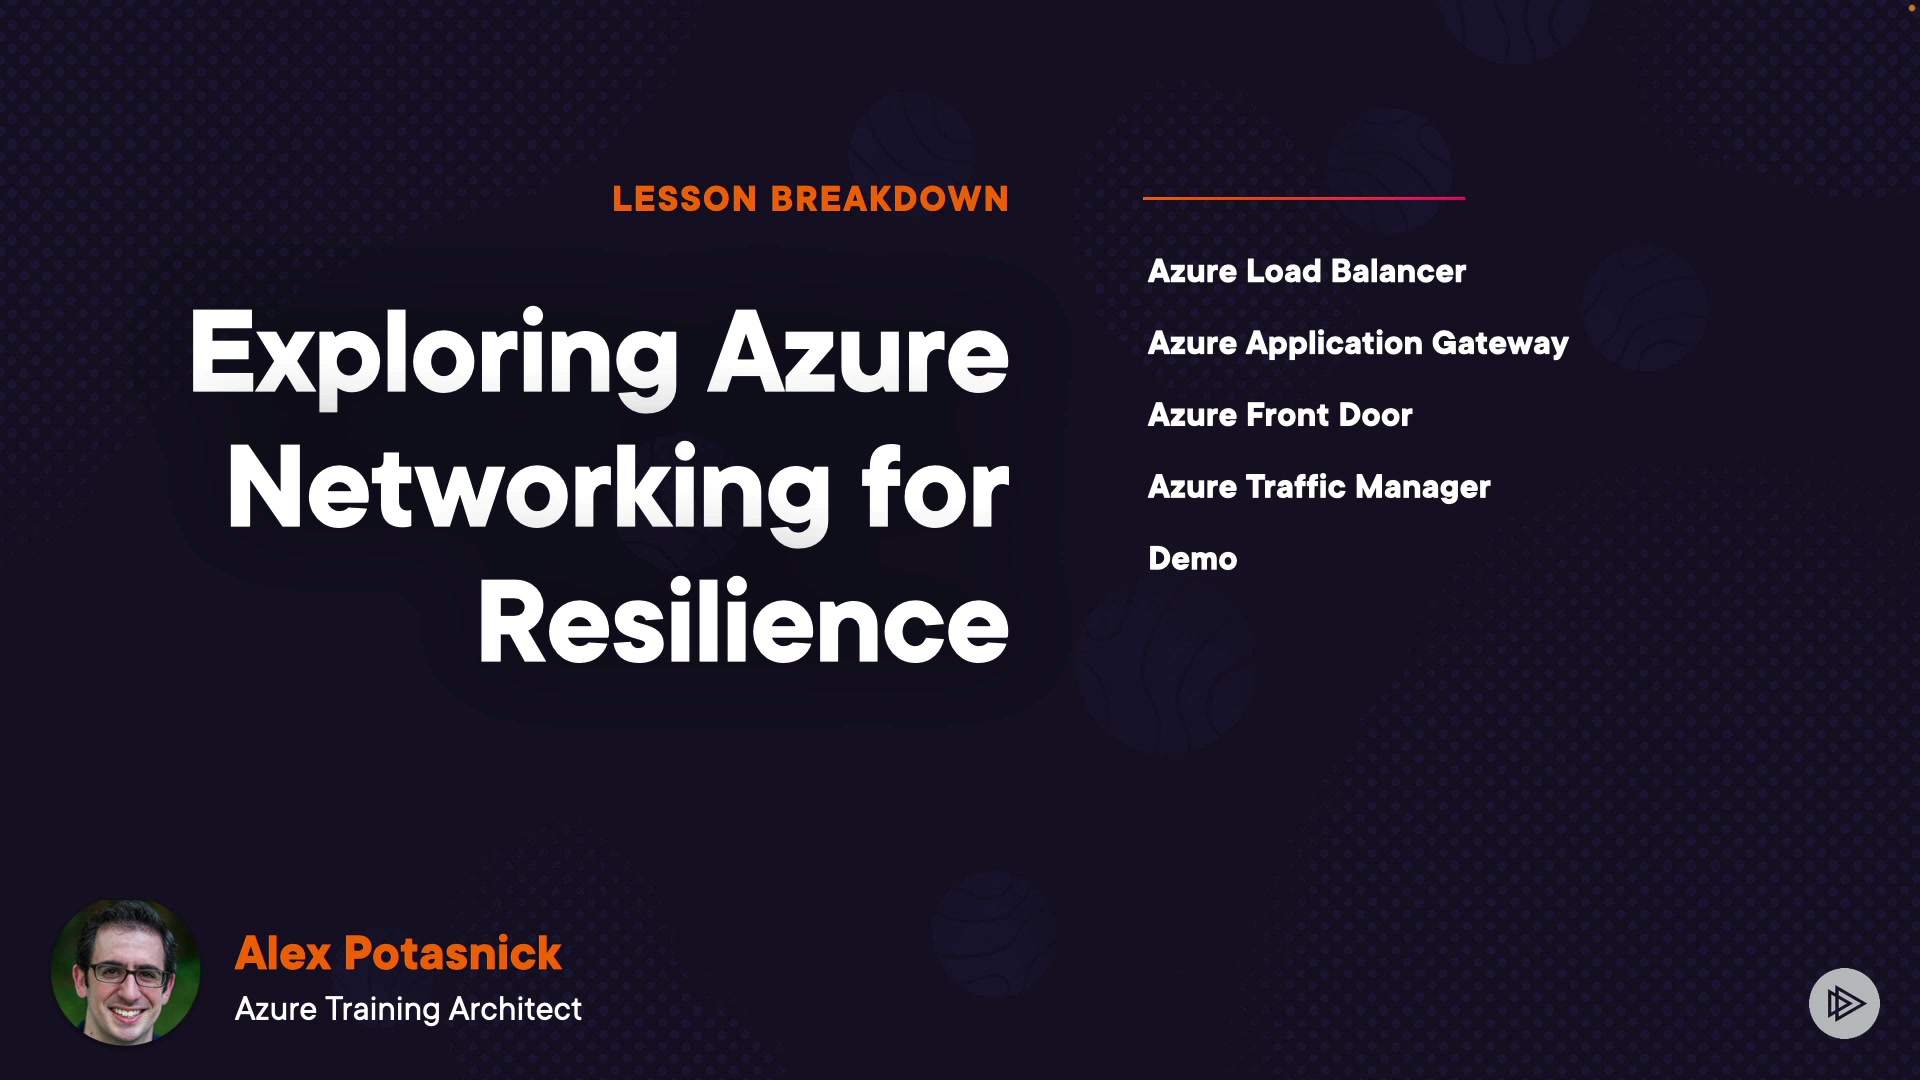 LESSON BREAKDOWN
Exploring Azure
Networking for
Resilience
Azure Load Balancer
Azure Application Gateway
Azure Front Door
Azure Traffic Manager
Demo
Alex Potasnick
Azure Training Architect